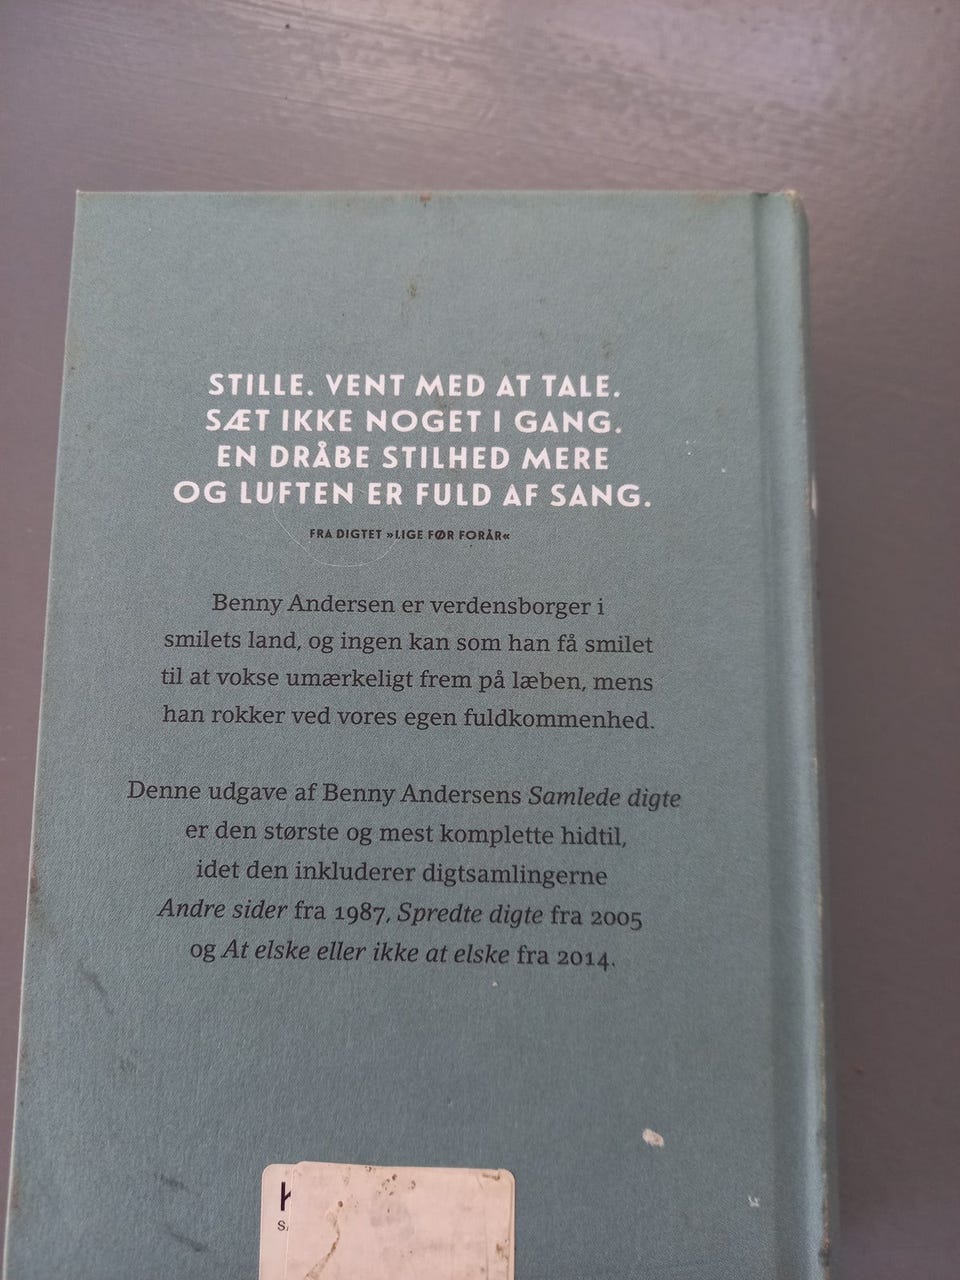 STILLE. VENT MED AT TALE.
SÆT IKKE NOGET I GANG.
EN DRÅBE STILHED MERE
OG LUFTEN ER FULD AF SANG.
FRA DIGTET »LIGE FØR FORÅR«
Benny Andersen er verdensborger i
smilets land, og ingen kan som han få smilet
til at vokse umærkeligt frem på læben, mens
han rokker ved vores egen fuldkommenhed.
Denne udgave af Benny Andersens Samlede digte
er den største og mest komplette hidtil,
idet den inkluderer digtsamlingerne
Andre sider fra 1987, Spredte digte fra 2005
og At elske eller ikke at elske fra 2014.